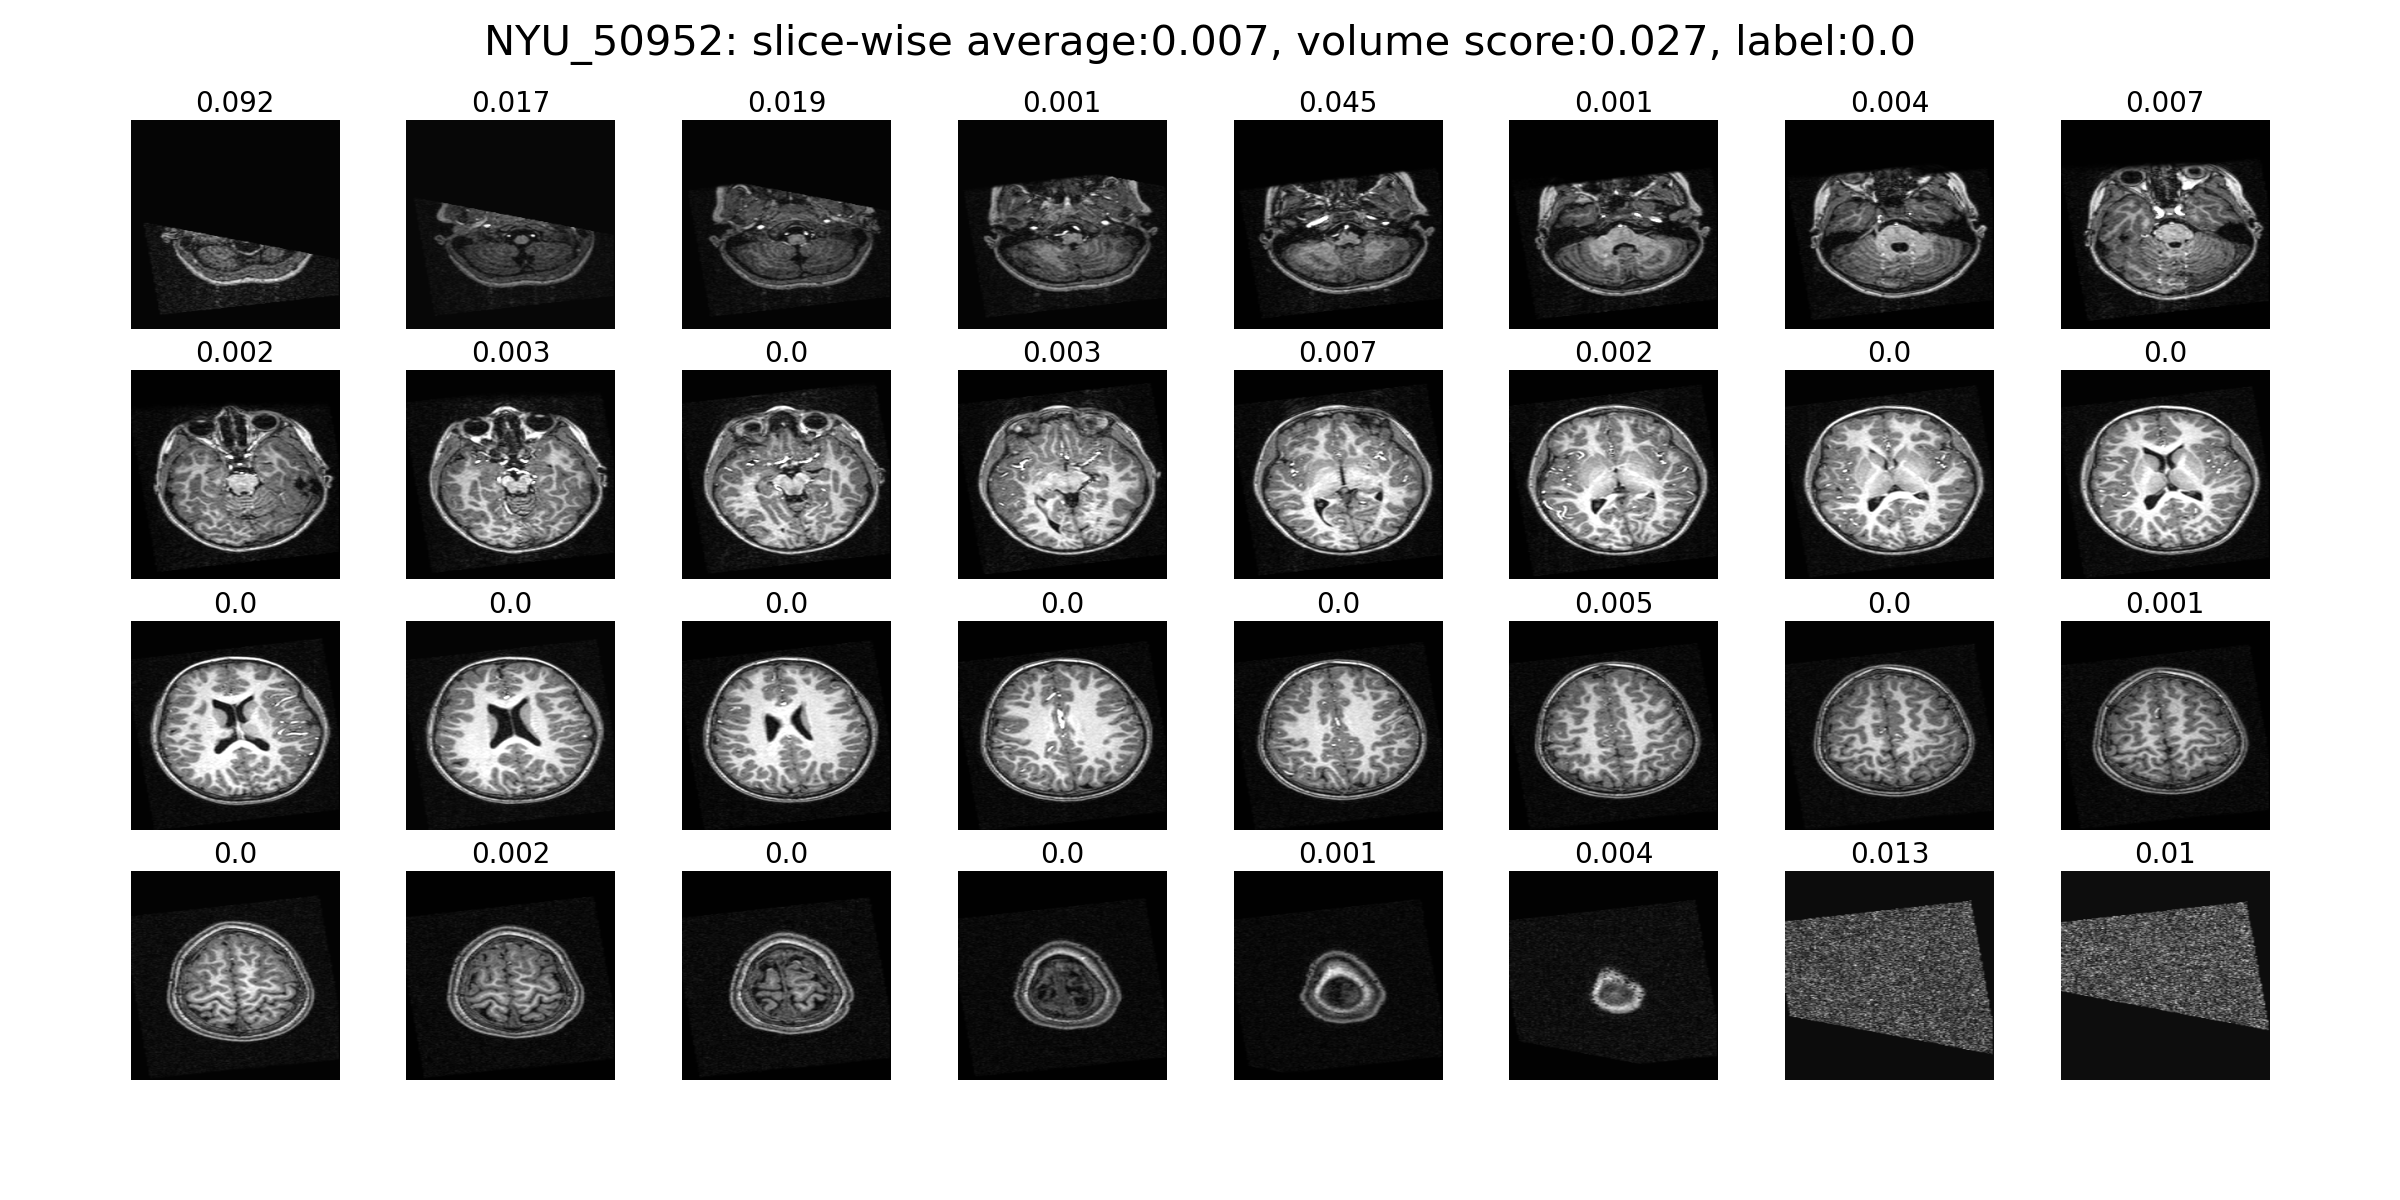 NYU_50952: slice-wise average:0.007, volume score:0.027, label:0.0
0.092 0.017 0.019 0.001 0.045 0.001 0.004 0.007
0.002 0.003 0.0 0.003 0.007 0.002 0.0 0.0
0.0 0.0 0.0 0.0 0.0 0.005 0.0 0.001
0.0 0.002 0.0 0.0 0.001 0.004 0.013 0.01